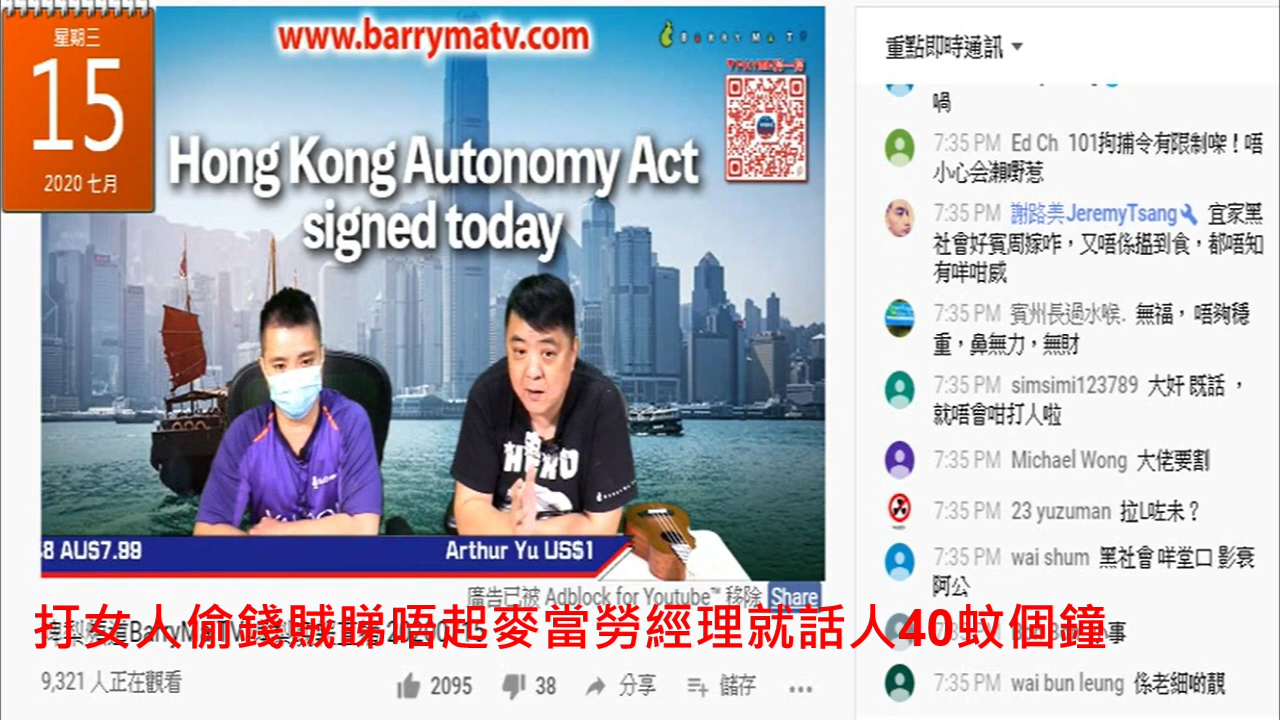 星期三
15
2020 七月
www.barrymatv.com
BARRY MA TV
Hong Kong Autonomy Act
signed today
8 AU$7.99
Arthur Yu US$1
廣告已被 Adblock for Youtube™ 移除
Share
打女人偷錢賊睇唔起麥當勞經理就話人40蚊個鐘
9,321 人正在觀看
2095
38
分享
儲存
重點即時通訊
喎
7:35 PM Ed Ch 101拘捕令有限制㗎！唔
小心会瀨嘢惹
7:35 PM 謝路美JeremyTsang 宜家黑
社會好賓周嫁咋，又唔係搵到食，都唔知
有咩咁威
7:35 PM 賓州長過水喉. 無福， 唔夠穩
重，鼻無力，無財
7:35 PM simsimi123789 大奸 既話 ，
就唔會咁打人啦
7:35 PM Michael Wong 大佬要割
7:35 PM 23 yuzuman 拉L咗未？
7:35 PM wai shum 黑社會 咩堂口 影衰
阿公
事
7:35 PM wai bun leung 係老細啲靚